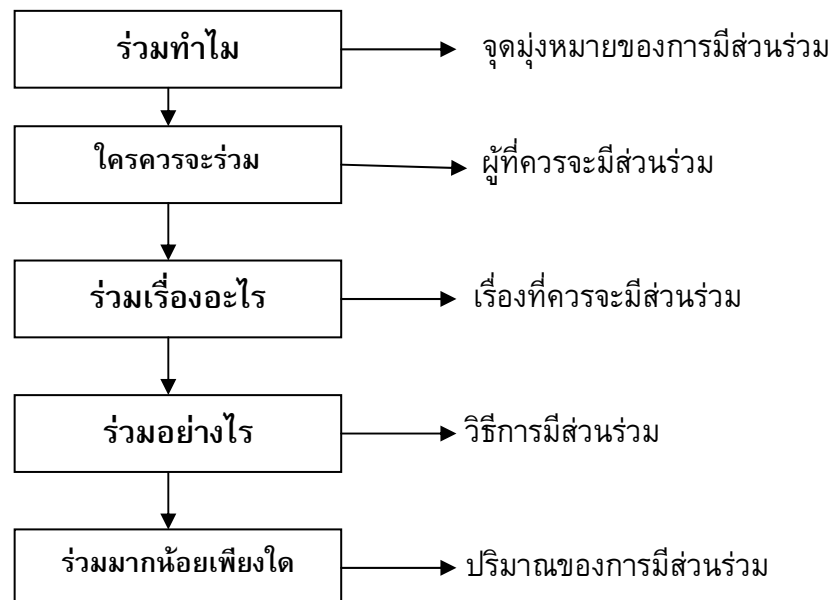 ร่วมทำไม
จุดมุ่งหมายของการมีส่วนร่วม
ใครควรจะร่วม
ผู้ที่ควรจะมีส่วนร่วม
ร่วมเรื่องอะไร
เรื่องที่ควรจะมีส่วนร่วม
ร่วมอย่างไร
วิธีการมีส่วนร่วม
ร่วมมากน้อยเพียงใด
ปริมาณของการมีส่วนร่วม